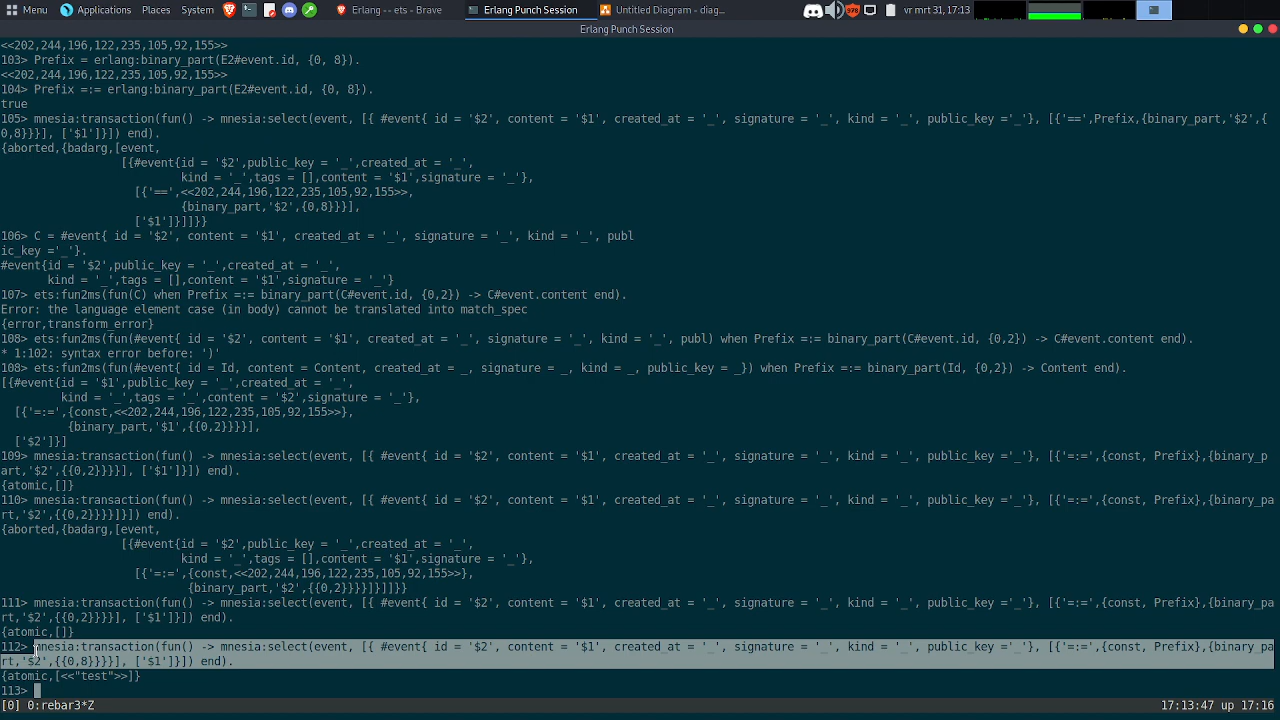 Menu Applications Places System Erlang -- ets - Brave Erlang Punch Session Untitled Diagram - diag... vr mrt 31, 17:13
Erlang Punch Session
<<202,244,196,122,235,105,92,155>>
103> Prefix = erlang:binary_part(E2#event.id, {0, 8}).
<<202,244,196,122,235,105,92,155>>
104> Prefix =:= erlang:binary_part(E2#event.id, {0, 8}).
true
105> mnesia:transaction(fun() -> mnesia:select(event, [{ #event{ id = '$2', content = '$1', created_at = '_', signature = '_', kind = '_', public_key ='_'}, [{'==',Prefix,{binary_part,'$2',{
0,8}}}], ['$1']}]) end).
{aborted,{badarg,[event,
[{#event{id = '$2',public_key = '_',created_at = '_',
kind = '_',tags = [],content = '$1',signature = '_'},
[{'==',<<202,244,196,122,235,105,92,155>>,
{binary_part,'$2',{0,8}}}],
['$1']}]]}}
106> C = #event{ id = '$2', content = '$1', created_at = '_', signature = '_', kind = '_', publ
ic_key ='_'}.
#event{id = '$2',public_key = '_',created_at = '_',
kind = '_',tags = [],content = '$1',signature = '_'}
107> ets:fun2ms(fun(C) when Prefix =:= binary_part(C#event.id, {0,2}) -> C#event.content end).
Error: the language element case (in body) cannot be translated into match_spec
{error,transform_error}
108> ets:fun2ms(fun(#event{ id = '$2', content = '$1', created_at = '_', signature = '_', kind = '_', publ) when Prefix =:= binary_part(C#event.id, {0,2}) -> C#event.content end).
* 1:102: syntax error before: ')'
108> ets:fun2ms(fun(#event{ id = Id, content = Content, created_at = _, signature = _, kind = _, public_key = _}) when Prefix =:= binary_part(Id, {0,2}) -> Content end).
[{#event{id = '$1',public_key = '_',created_at = '_',
kind = '_',tags = '_',content = '$2',signature = '_'},
[{'=:=',{const,<<202,244,196,122,235,105,92,155>>},
{binary_part,'$1',{{0,2}}}}],
['$2']}]
109> mnesia:transaction(fun() -> mnesia:select(event, [{ #event{ id = '$2', content = '$1', created_at = '_', signature = '_', kind = '_', public_key ='_'}, [{'=:=',{const, Prefix},{binary_p
art,'$2',{{0,2}}}}], ['$1']}]) end).
{atomic,[]}
110> mnesia:transaction(fun() -> mnesia:select(event, [{ #event{ id = '$2', content = '$1', created_at = '_', signature = '_', kind = '_', public_key ='_'}, [{'=:=',{const, Prefix},{binary_pa
rt,'$2',{{0,2}}}}]}]) end).
{aborted,{badarg,[event,
[{#event{id = '$2',public_key = '_',created_at = '_',
kind = '_',tags = [],content = '$1',signature = '_'},
[{'=:=',{const,<<202,244,196,122,235,105,92,155>>},
{binary_part,'$2',{{0,2}}}}]}]]}}
111> mnesia:transaction(fun() -> mnesia:select(event, [{ #event{ id = '$2', content = '$1', created_at = '_', signature = '_', kind = '_', public_key ='_'}, [{'=:=',{const, Prefix},{binary_pa
rt,'$2',{{0,2}}}}], ['$1']}]) end).
{atomic,[]}
112> mnesia:transaction(fun() -> mnesia:select(event, [{ #event{ id = '$2', content = '$1', created_at = '_', signature = '_', kind = '_', public_key ='_'}, [{'=:=',{const, Prefix},{binary_pa
rt,'$2',{{0,8}}}}], ['$1']}]) end).
{atomic,[<<"test">>]}
113>
[0] 0:rebar3*Z 17:13:47 up 17:16